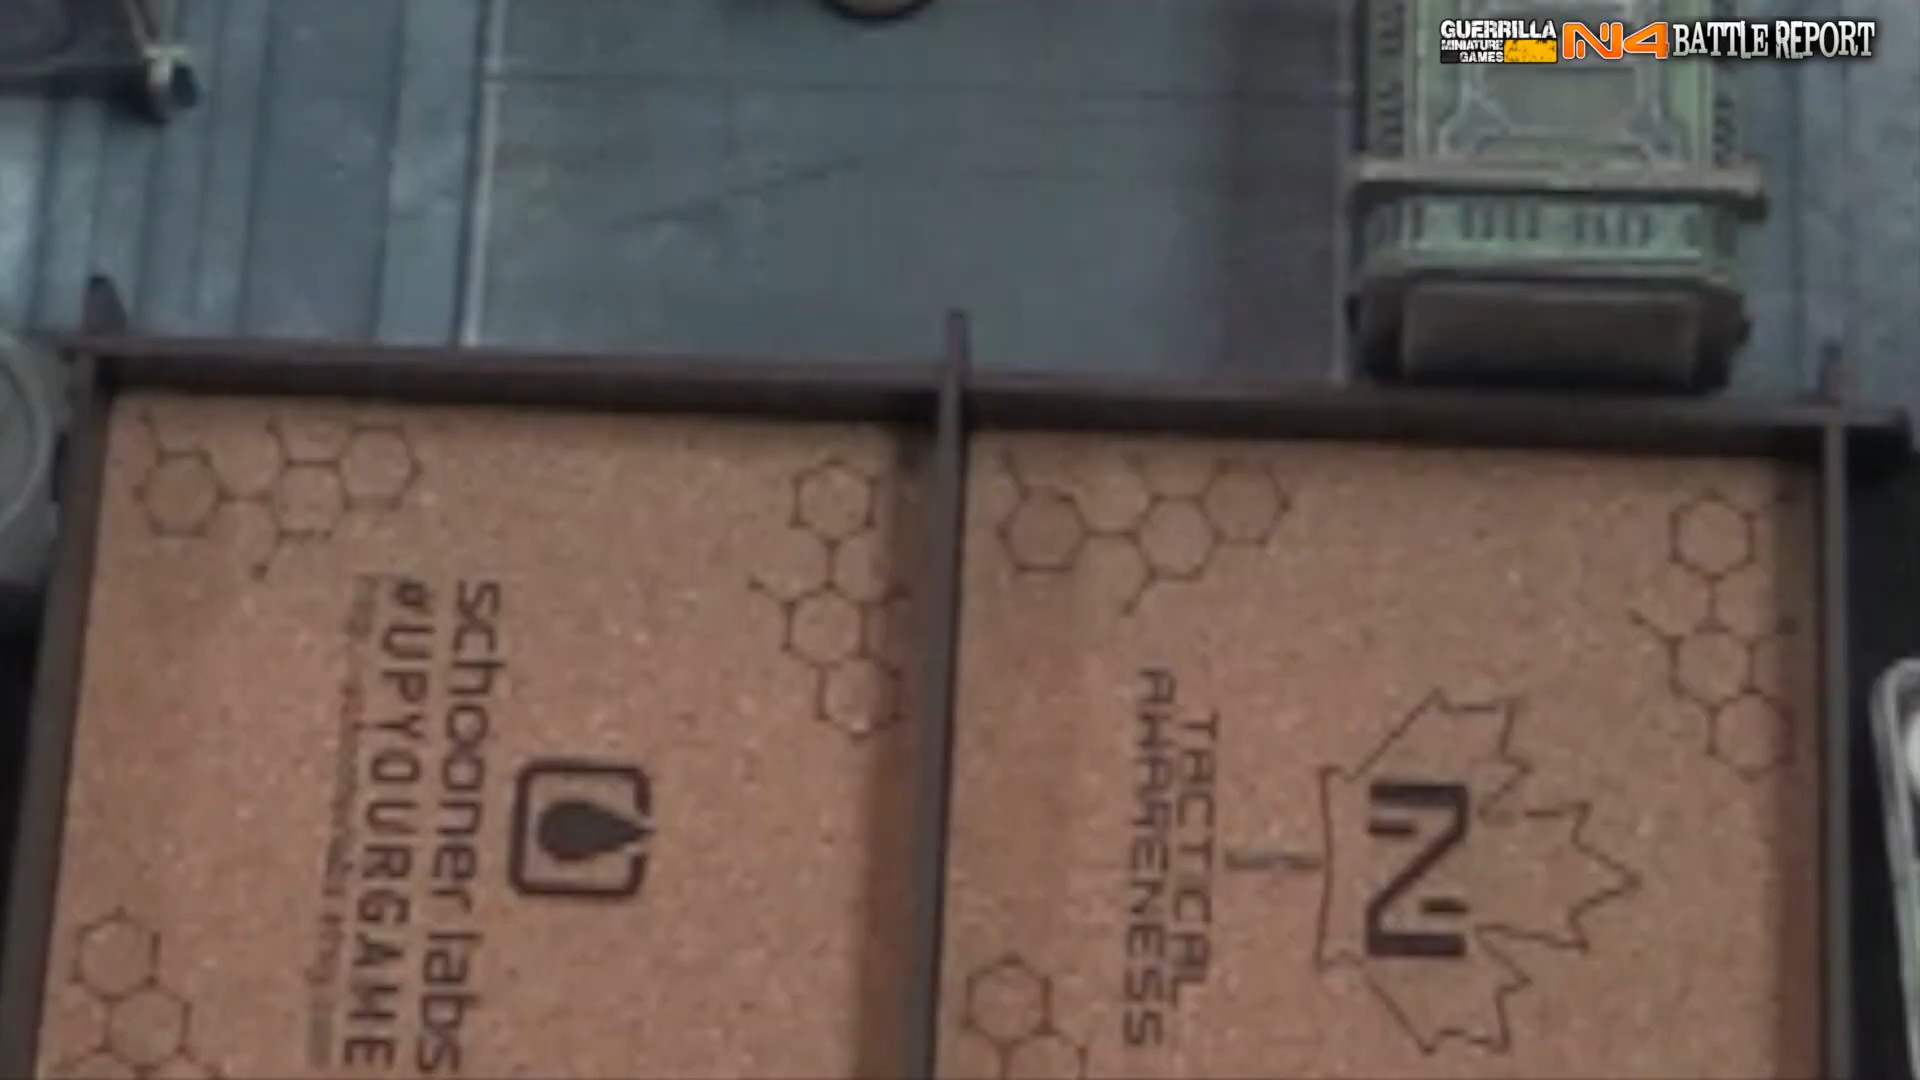 GUERRILLA
MINIATURE
GAMES
N4 BATTLE REPORT
schooner labs
#UPYOURGAME
TACTICAL
AWARENESS